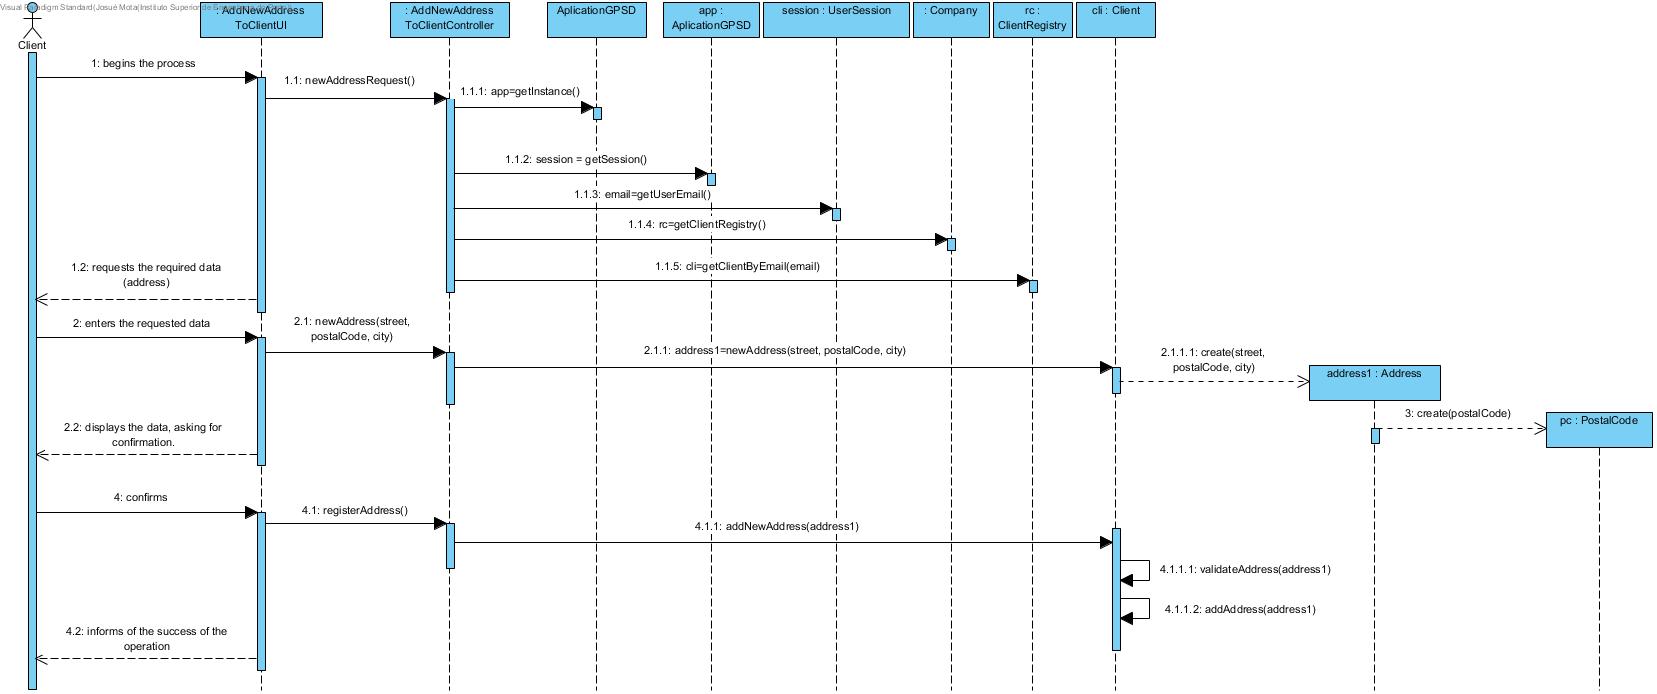 Visual Paradigm Standard(Josué Mota(Instituto Superior de
: AddNewAddress
ToClientUI
: AddNewAddress
ToClientController
AplicationGPSD
app :
AplicationGPSD
session : UserSession
: Company
rc :
ClientRegistry
cli : Client
Client
1: begins the process
1.1: newAddressRequest()
1.1.1: app=getInstance()
1.1.2: session = getSession()
1.1.3: email=getUserEmail()
1.1.4: rc=getClientRegistry()
1.1.5: cli=getClientByEmail(email)
1.2: requests the required data
(address)
2: enters the requested data
2.1: newAddress(street,
postalCode, city)
2.1.1: address1=newAddress(street, postalCode, city)
2.1.1.1: create(street,
postalCode, city)
address1 : Address
3: create(postalCode)
pc : PostalCode
2.2: displays the data, asking for
confirmation.
4: confirms
4.1: registerAddress()
4.1.1: addNewAddress(address1)
4.1.1.1: validateAddress(address1)
4.1.1.2: addAddress(address1)
4.2: informs of the success of the
operation